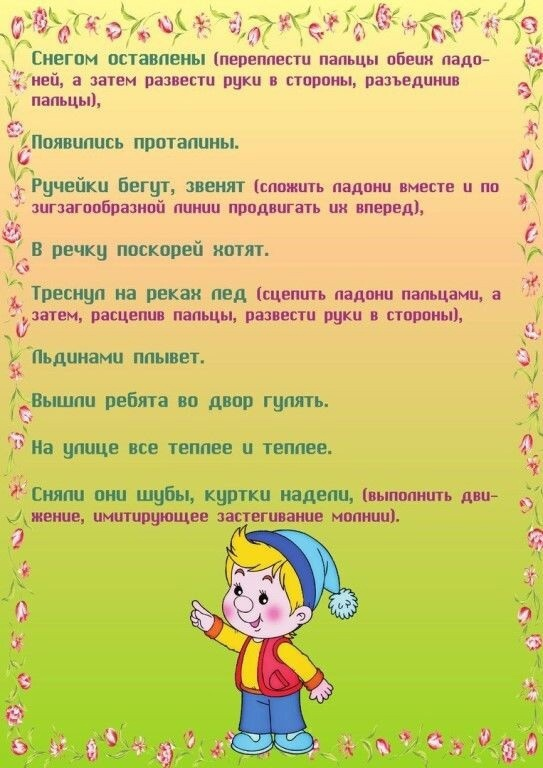 Снегом оставлены (переплести пальцы обеих ладо-
ней, а затем развести руки в стороны, разъединив
пальцы),
Появились проталины.
Ручейки бегут, звенят (сложить ладони вместе и по
зигзагообразной линии продвигать их вперед),
В речку поскорей хотят.
Треснул на реках лед (сцепить ладони пальцами, а
затем, расцепив пальцы, развести руки в стороны),
Льдинами плывет.
Вышли ребята во двор гулять.
На улице все теплее и теплее.
Сняли они шубы, куртки надели, (выполнить дви-
жение, имитирующее застегивание молнии).